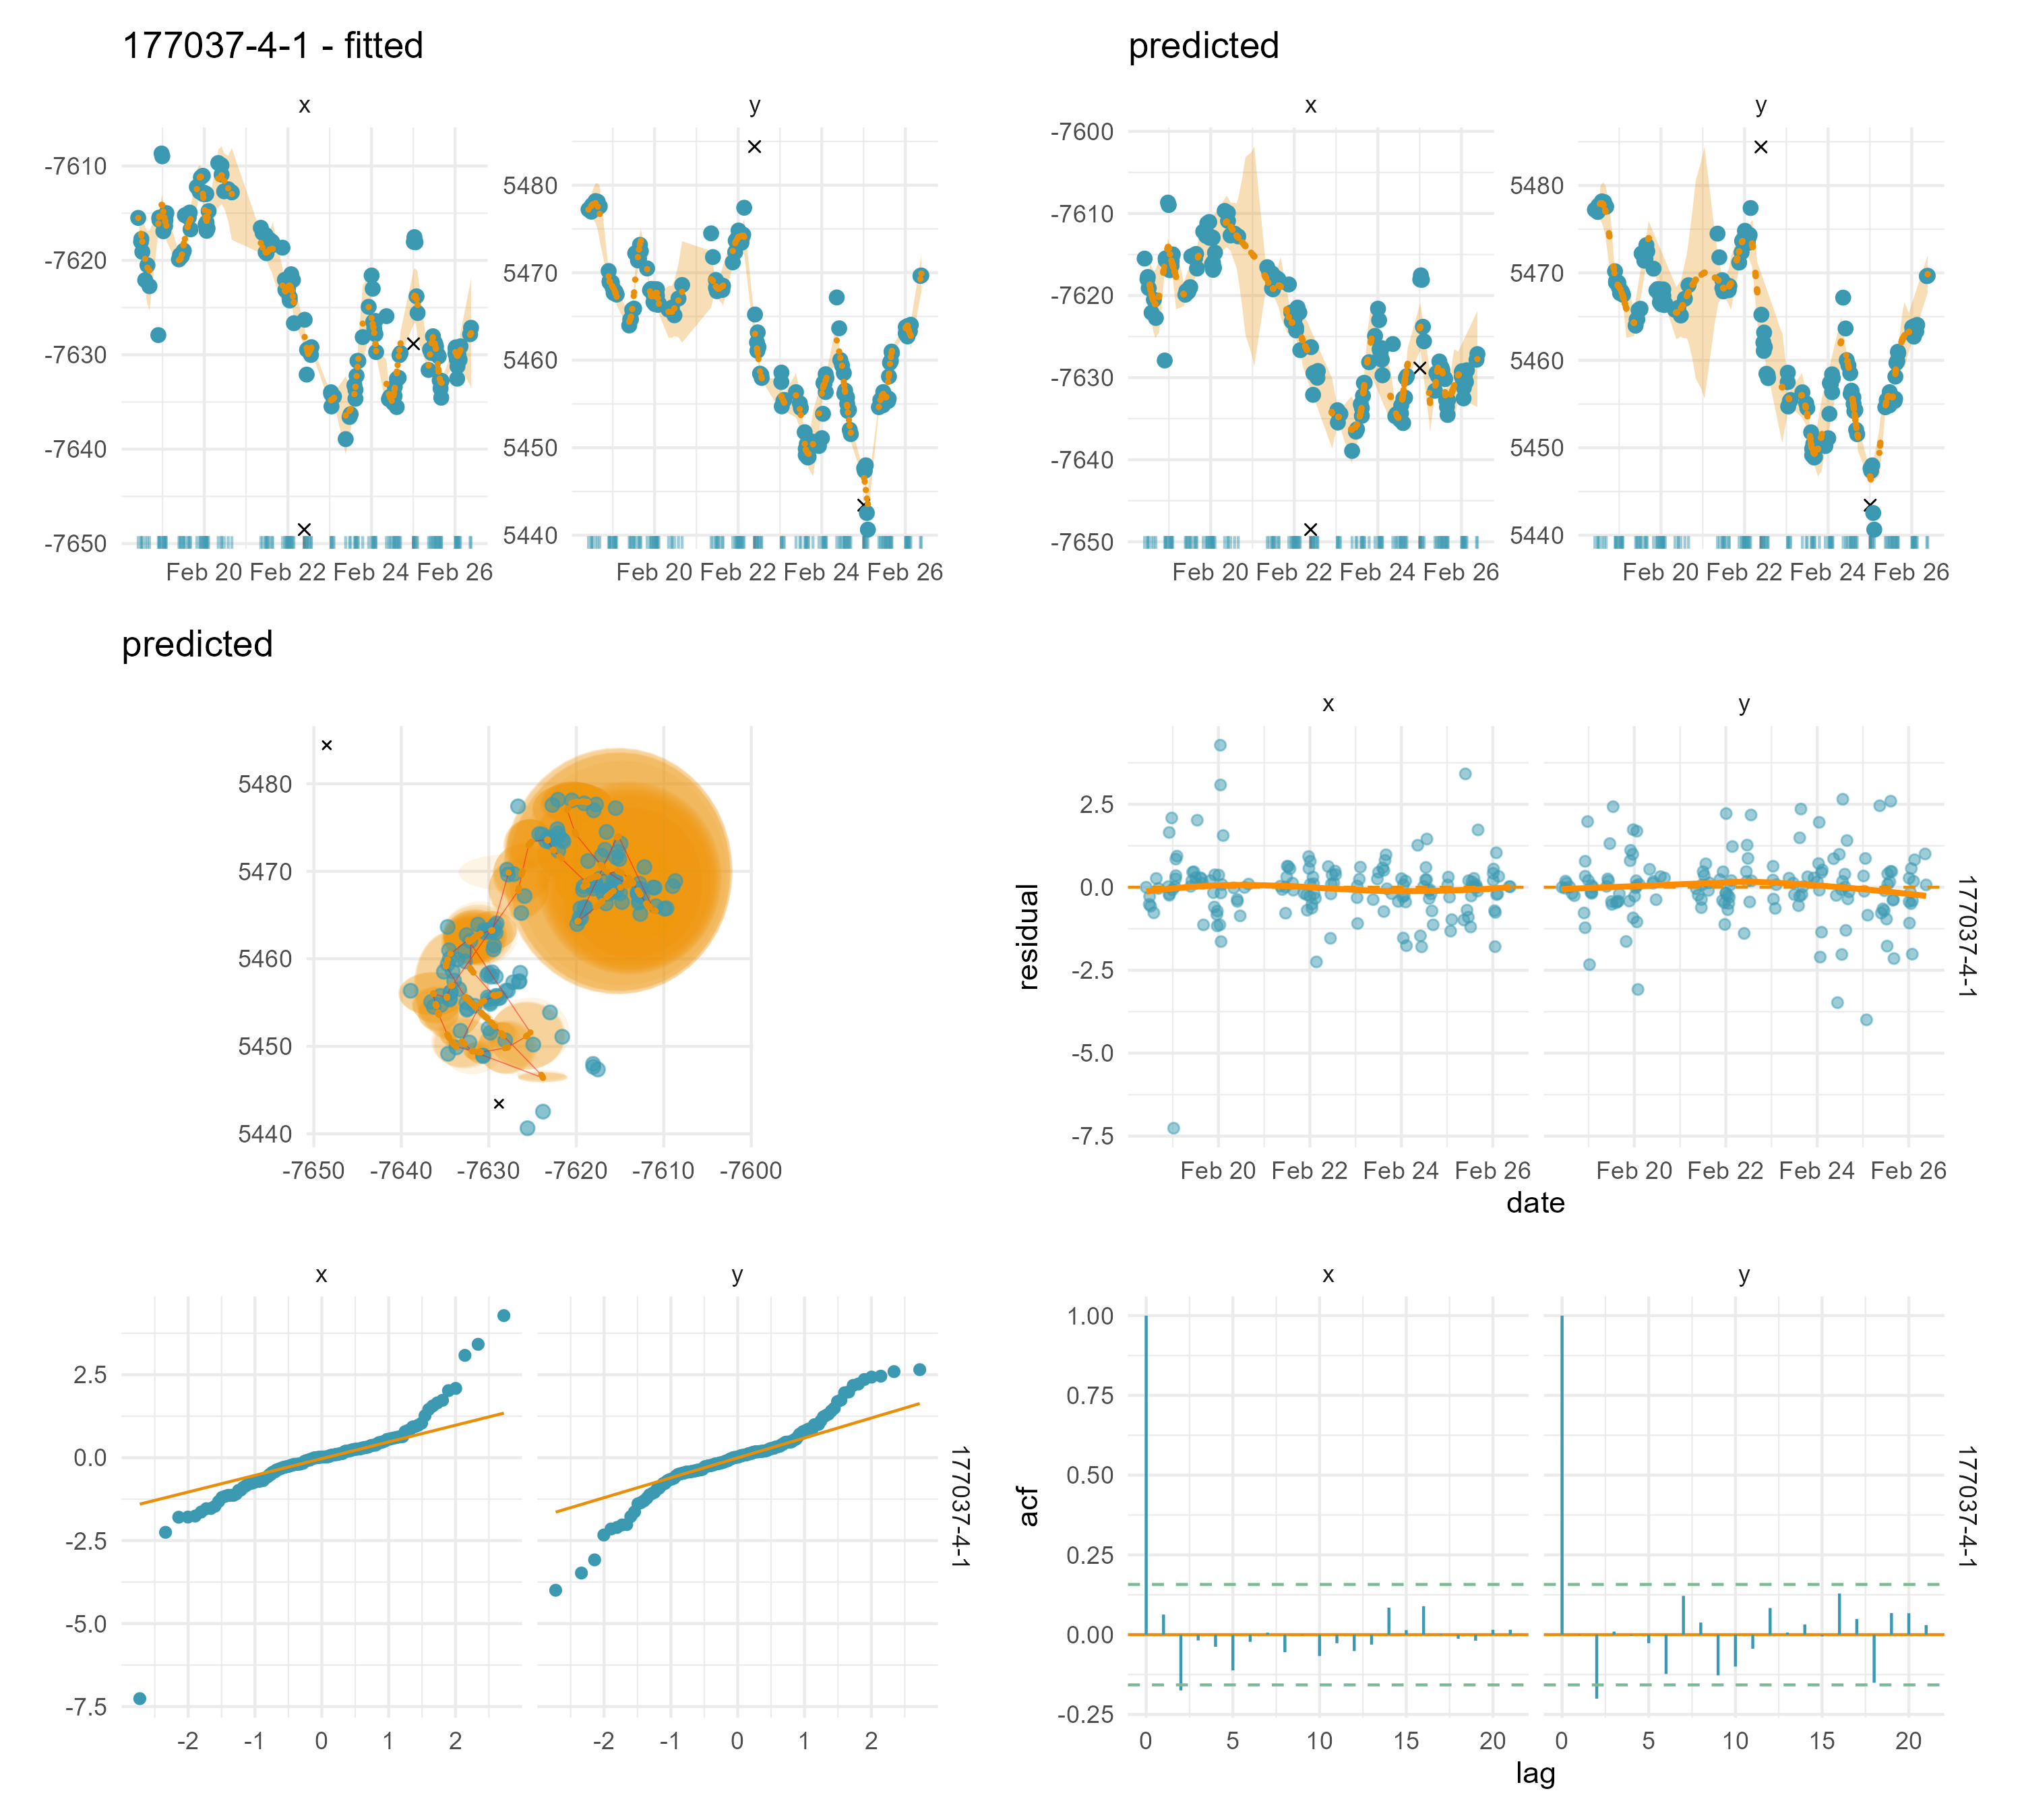 177037-4-1 - fitted
predicted
x
y
x
y
-7610
-7620
-7630
-7640
-7650
5480
5470
5460
5450
5440
-7600
-7610
-7620
-7630
-7640
-7650
5480
5470
5460
5450
5440
Feb 20 Feb 22 Feb 24 Feb 26
Feb 20 Feb 22 Feb 24 Feb 26
Feb 20 Feb 22 Feb 24 Feb 26
Feb 20 Feb 22 Feb 24 Feb 26
predicted
5480
5470
5460
5450
5440
-7650 -7640 -7630 -7620 -7610 -7600
x
y
residual
2.5
0.0
-2.5
-5.0
-7.5
177037-4-1
Feb 20 Feb 22 Feb 24 Feb 26
Feb 20 Feb 22 Feb 24 Feb 26
date
x
y
2.5
0.0
-2.5
-5.0
-7.5
177037-4-1
-2 -1 0 1 2
-2 -1 0 1 2
x
y
acf
1.00
0.75
0.50
0.25
0.00
-0.25
177037-4-1
0 5 10 15 20
0 5 10 15 20
lag